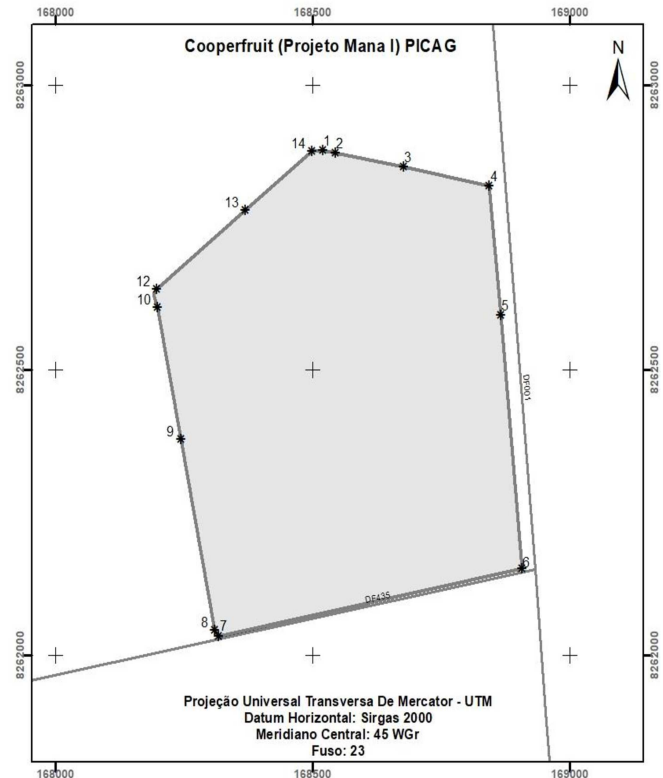 168000 168500 169000
Cooperfruit (Projeto Mana I) PICAG
N
8263000 8263000
14 1 2
3
4
13
12
10
5
8262500 8262500
DF001
9
6
DF435
8 7
8262000 8262000
Projeção Universal Transversa De Mercator - UTM
Datum Horizontal: Sirgas 2000
Meridiano Central: 45 WGr
Fuso: 23
168000 168500 169000